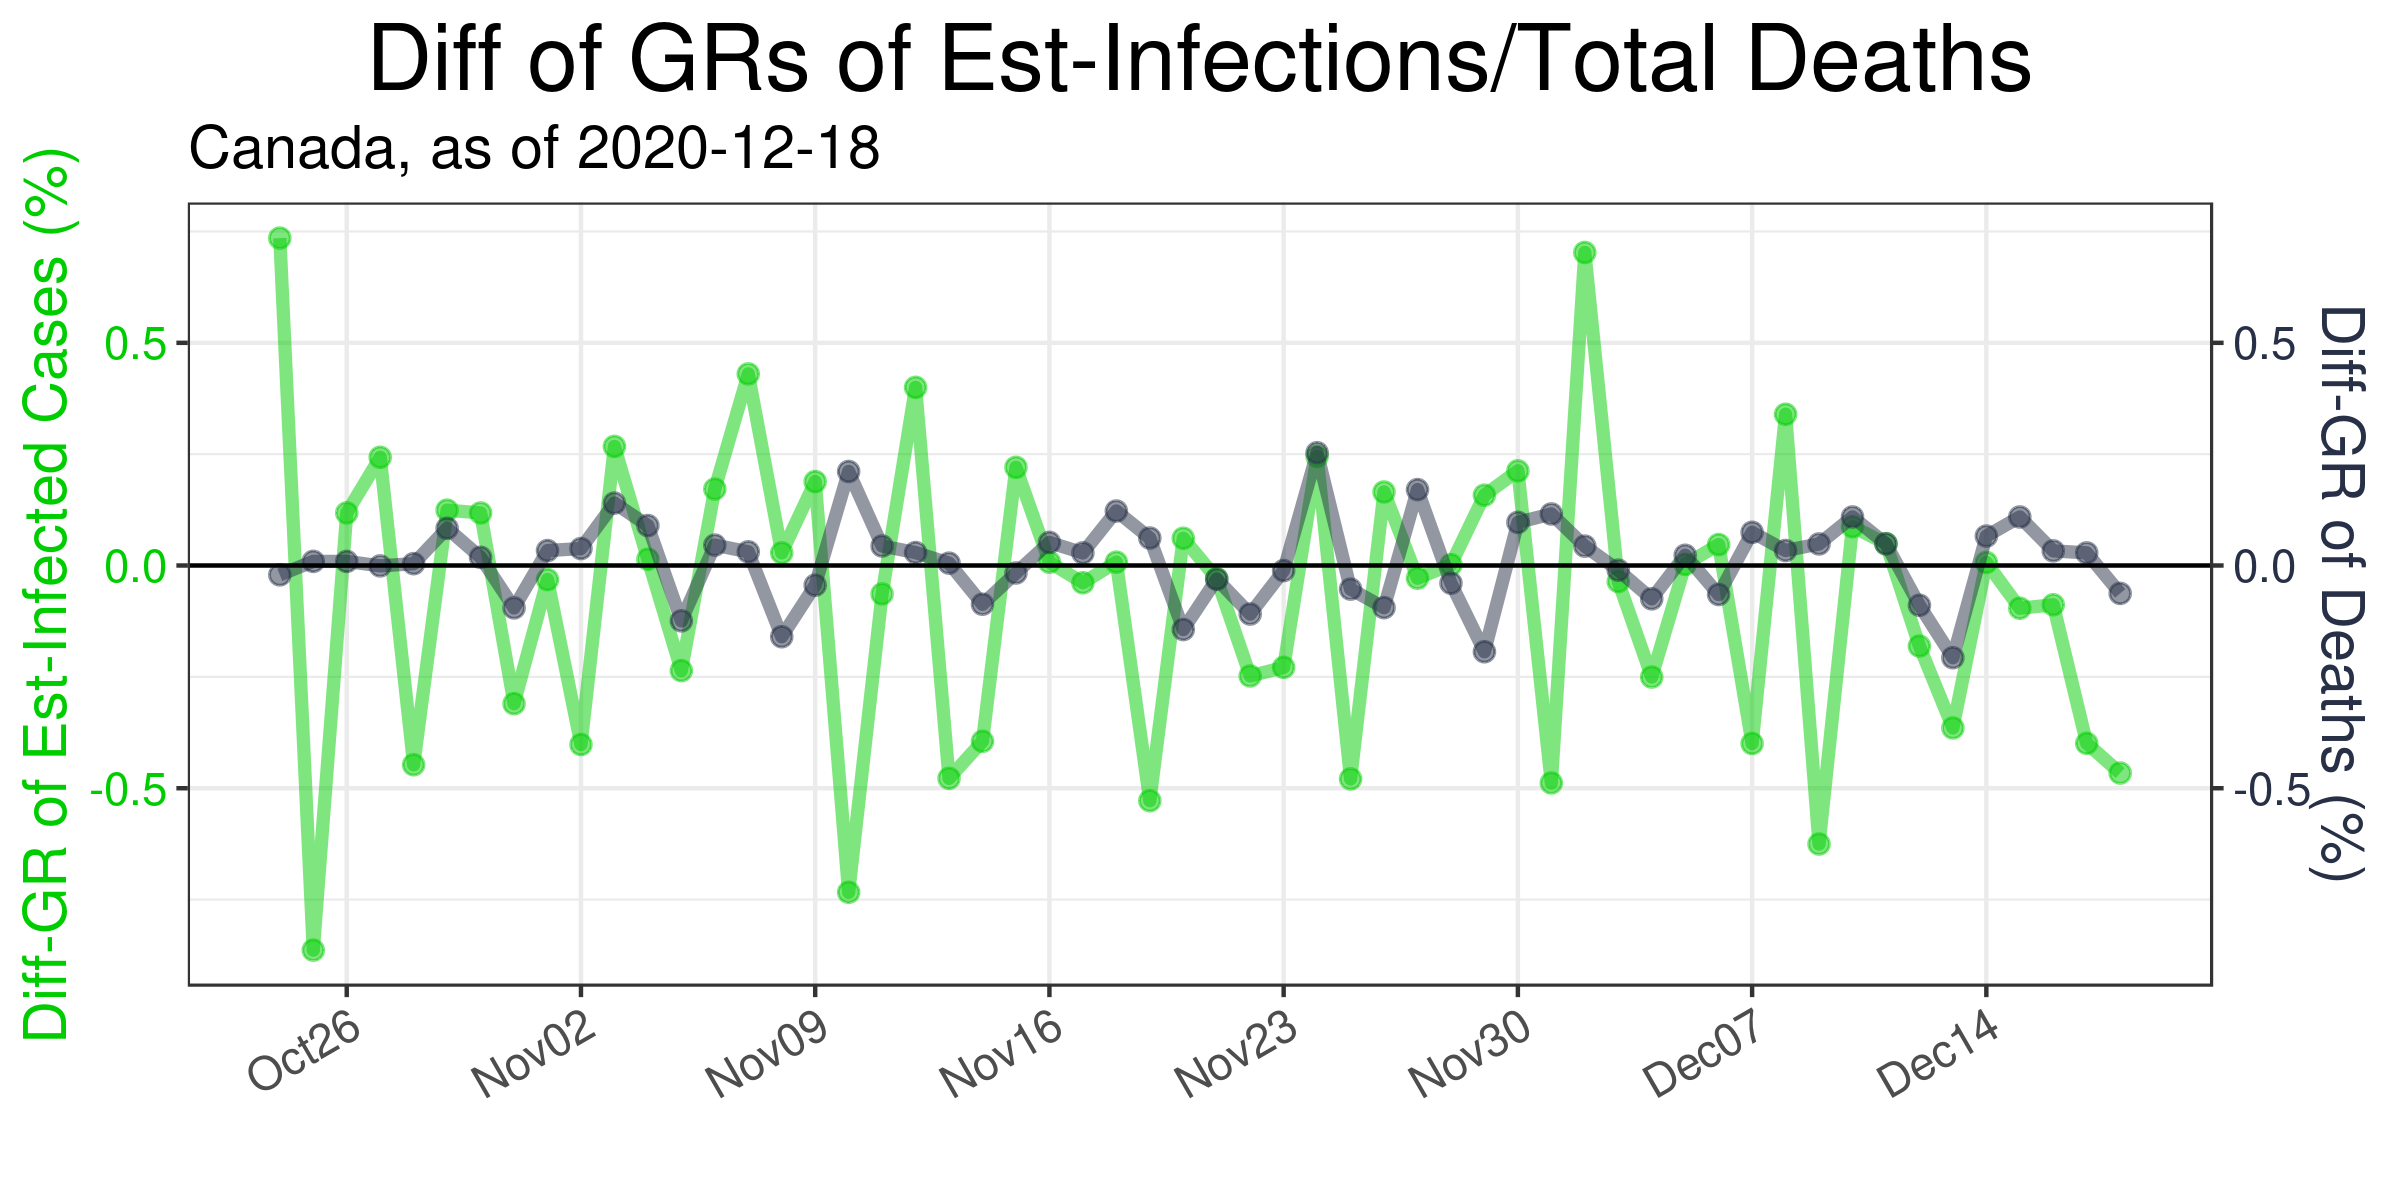 Diff of GRs of Est-Infections/Total Deaths
Canada, as of 2020-12-18
Diff-GR of Est-Infected Cases (%)
0.5
0.0
-0.5
0.5
0.0
-0.5
Diff-GR of Deaths (%)
Oct26
Nov02
Nov09
Nov16
Nov23
Nov30
Dec07
Dec14